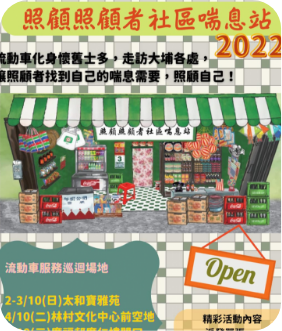 照顧照顧者社區喘息站
2022
流動車化身懷舊士多，走訪大埔各處，
讓照顧者找到自己的喘息需要，照顧自己！
照顧照顧者社區喘息站
Open
流動車服務巡迴場地
2-3/10(日)太和寶雅苑
4/10(二)林村文化中心前空地
精彩活動內容